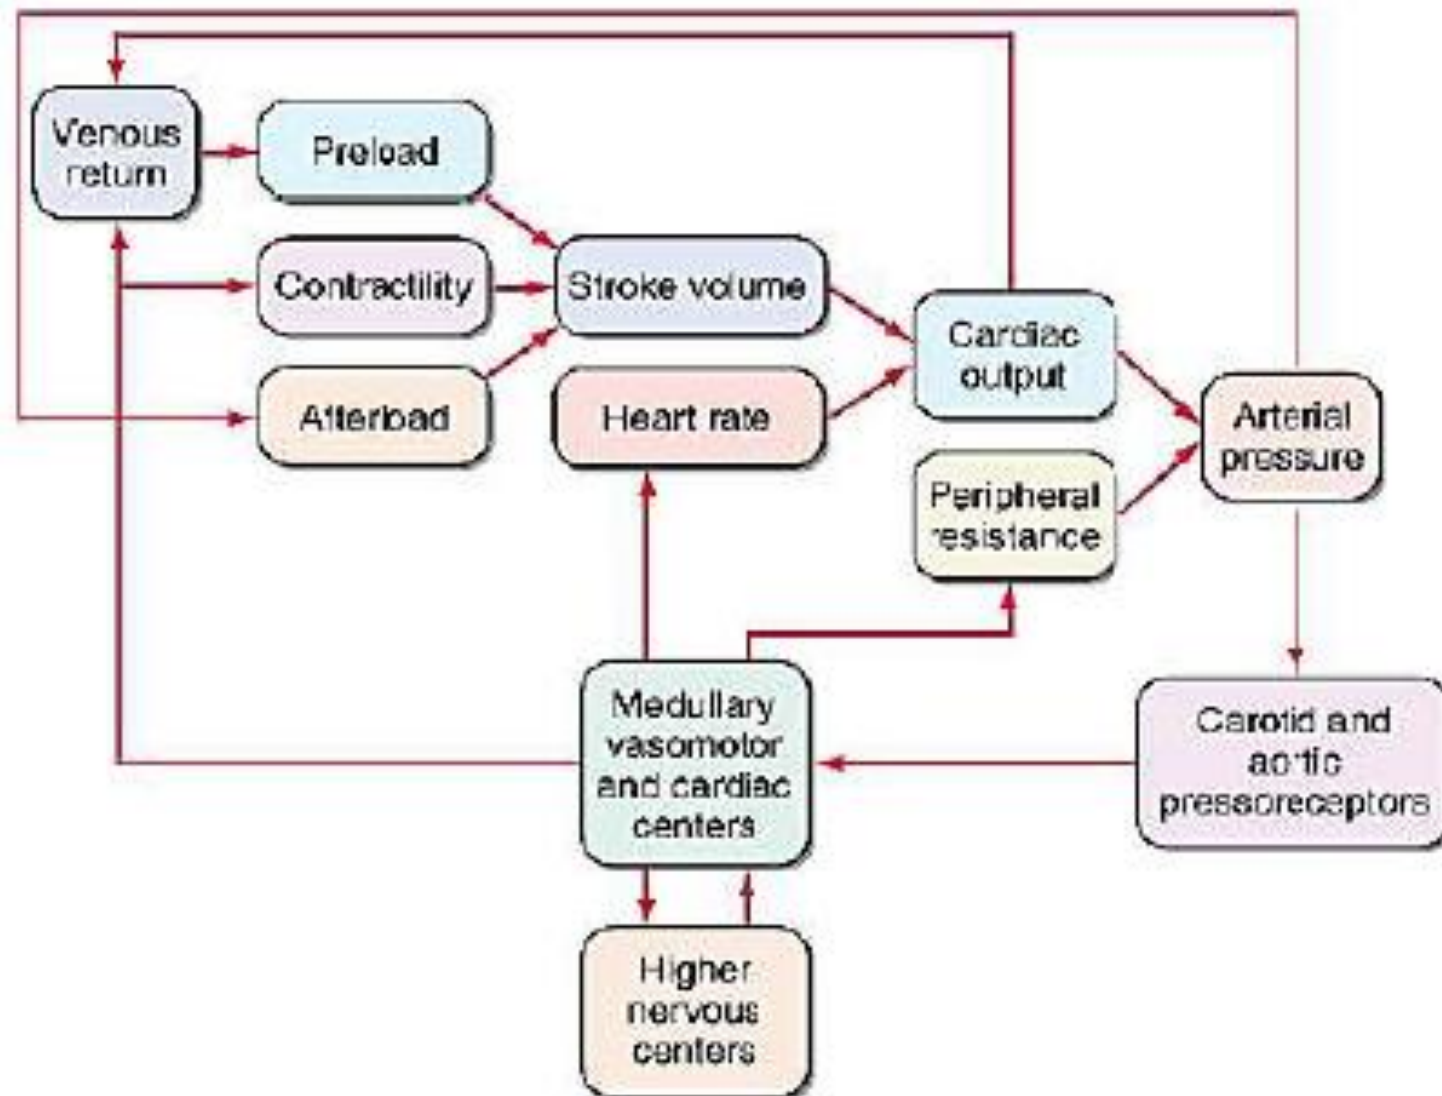 Venous
return
Preload
Contractility
Stroke volume
Cardiac
output
Afterload
Heart rate
Arterial
pressure
Peripheral
resistance
Medullary
vasomotor
and cardiac
centers
Carotid and
aortic
pressoreceptors
Higher
nervous
centers